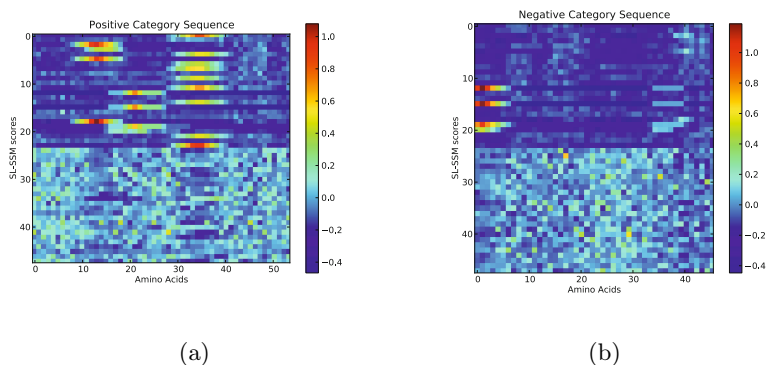 Positive Category Sequence
SL-SSM scores
0
10
20
30
40
0 10 20 30 40 50
Amino Acids
1.0
0.8
0.6
0.4
0.2
0.0
−0.2
−0.4
(a)
Negative Category Sequence
SL-SSM scores
0
10
20
30
40
0 10 20 30 40
Amino Acids
1.0
0.8
0.6
0.4
0.2
0.0
−0.2
−0.4
(b)